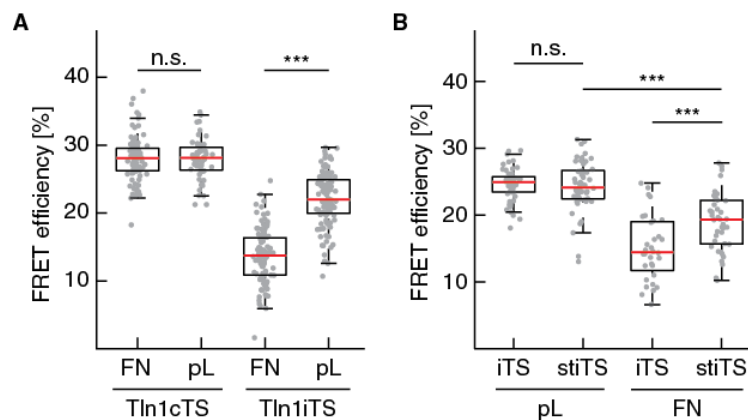 A
B
n.s.
***
n.s.
***
***
FRET efficiency [%]
40
30
20
10
FRET efficiency [%]
40
30
20
10
FN pL FN pL
Tln1cTS Tln1iTS
iTS stiTS iTS stiTS
pL FN